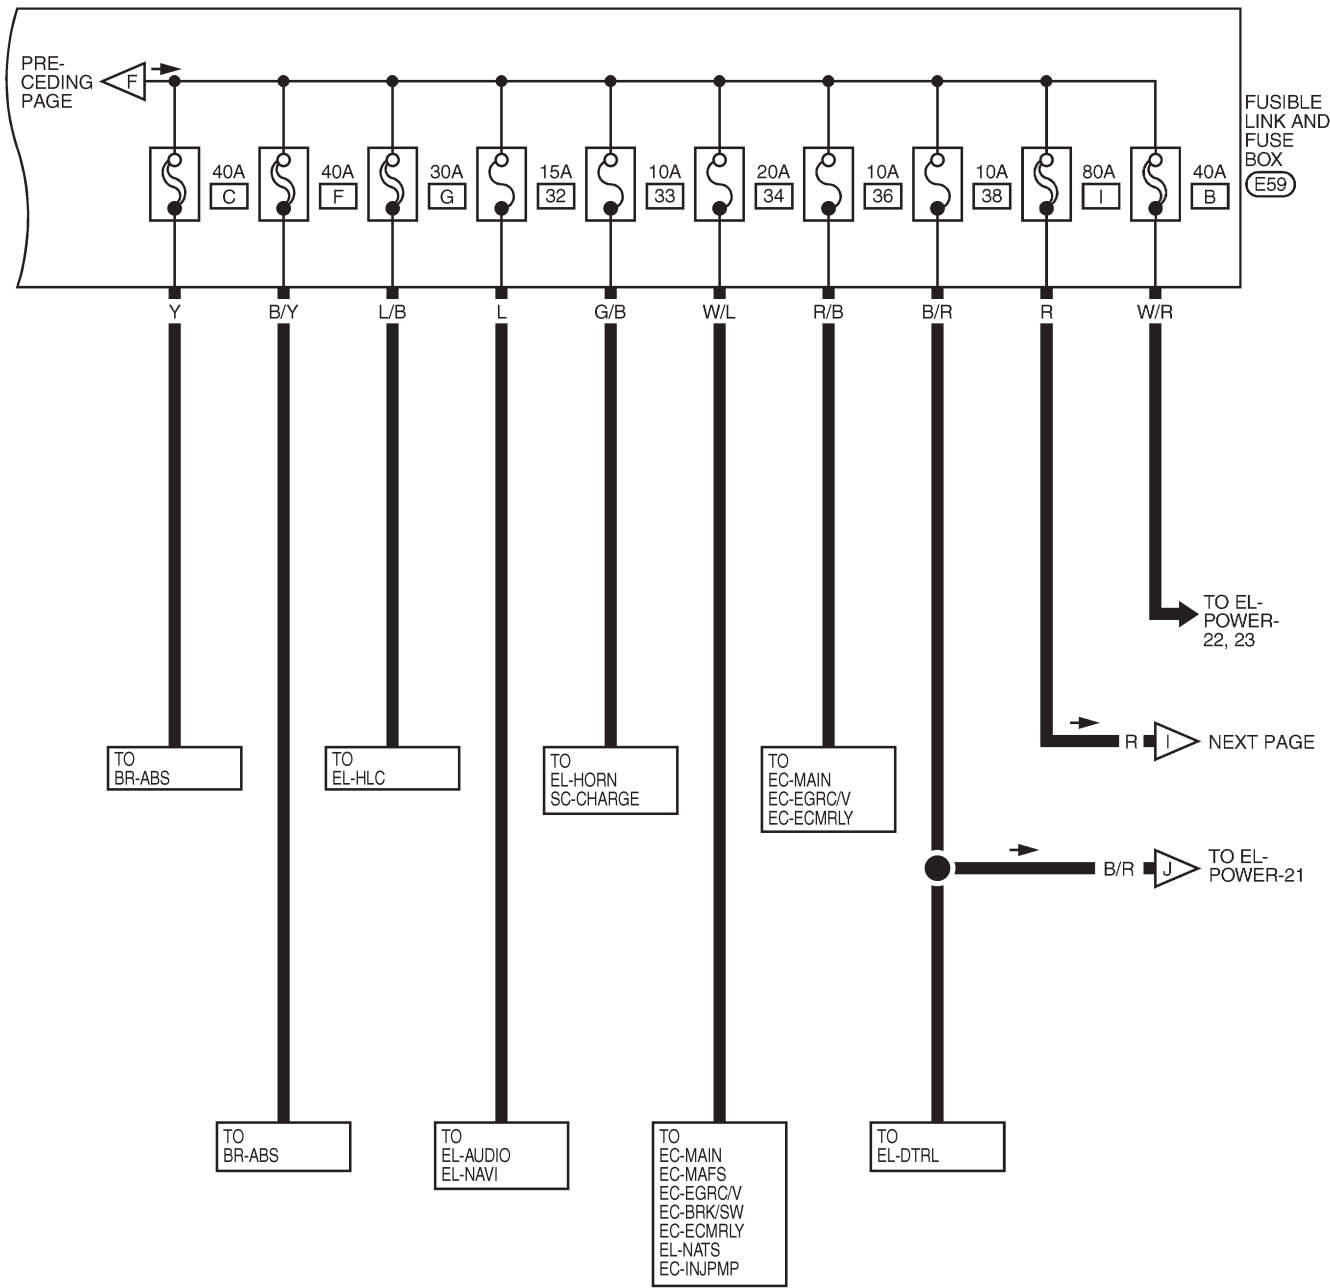 PRE-
CEDING
PAGE
F
FUSIBLE
LINK AND
FUSE
BOX
E59
40A
C
40A
F
30A
G
15A
32
10A
33
20A
34
10A
36
10A
38
80A
I
40A
B
Y
B/Y
L/B
L
G/B
W/L
R/B
B/R
R
W/R
TO EL-
POWER-
22, 23
R
I
NEXT PAGE
TO
BR-ABS
TO
EL-HLC
TO
EL-HORN
SC-CHARGE
TO
EC-MAIN
EC-EGRC/V
EC-ECMRLY
B/R
J
TO EL-
POWER-21
TO
BR-ABS
TO
EL-AUDIO
EL-NAVI
TO
EC-MAIN
EC-MAFS
EC-EGRC/V
EC-BRK/SW
EC-ECMRLY
EL-NATS
EC-INJPMP
TO
EL-DTRL